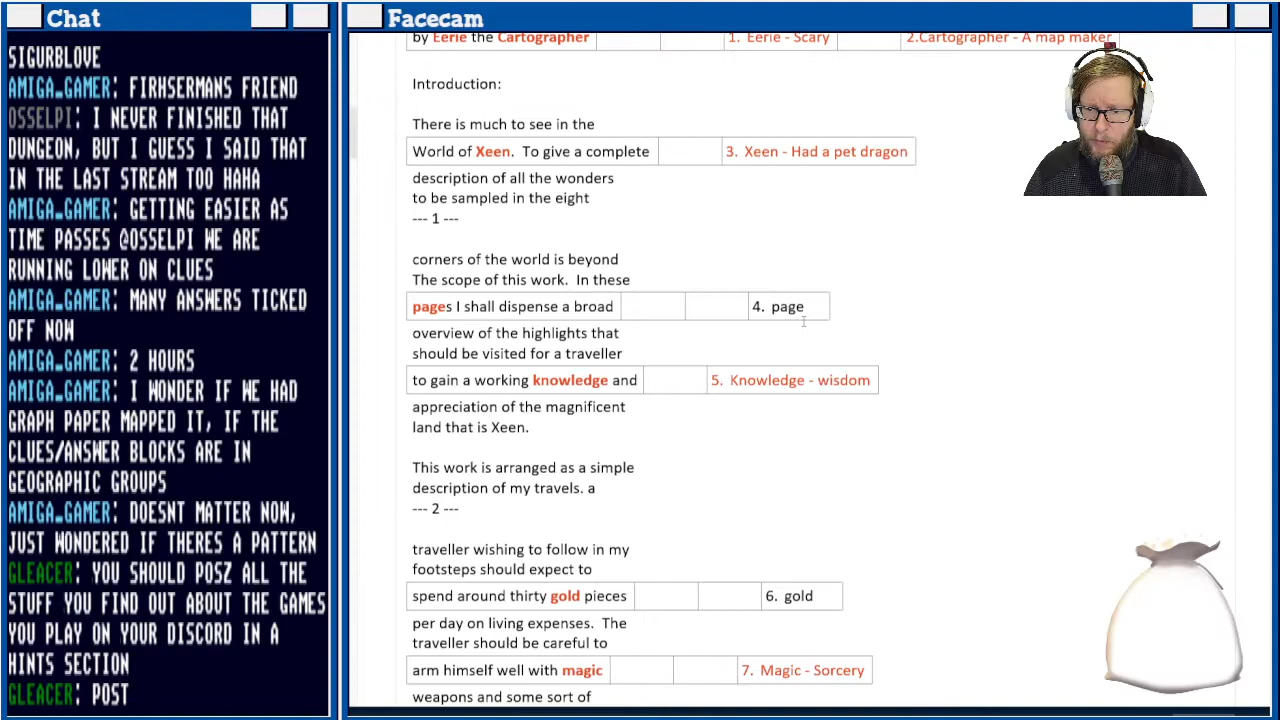 Chat
SIGURBLOVE
AMIGA_GAMER: FIRHSERMANS FRIEND
OSSELPI: I NEVER FINISHED THAT
DUNGEON, BUT I GUESS I SAID THAT
IN THE LAST STREAM TOO HAHA
AMIGA_GAMER: GETTING EASIER AS
TIME PASSES @OSSELPI WE ARE
RUNNING LOWER ON CLUES
AMIGA_GAMER: MANY ANSWERS TICKED
OFF NOW
AMIGA_GAMER: 2 HOURS
AMIGA_GAMER: I WONDER IF WE HAD
GRAPH PAPER MAPPED IT, IF THE
CLUES/ANSWER BLOCKS ARE IN
GEOGRAPHIC GROUPS
AMIGA_GAMER: DOESNT MATTER NOW,
JUST WONDERED IF THERES A PATTERN
GLEACER: YOU SHOULD POSZ ALL THE
STUFF YOU FIND OUT ABOUT THE GAMES
YOU PLAY ON YOUR DISCORD IN A
HINTS SECTION
GLEACER: POST
Facecam
by Eerie the Cartographer 1. Eerie - Scary 2.Cartographer - A map maker
Introduction:
There is much to see in the
World of Xeen. To give a complete 3. Xeen - Had a pet dragon
description of all the wonders
to be sampled in the eight
--- 1 ---
corners of the world is beyond
The scope of this work. In these
pages I shall dispense a broad 4. page
overview of the highlights that
should be visited for a traveller
to gain a working knowledge and 5. Knowledge - wisdom
appreciation of the magnificent
land that is Xeen.
This work is arranged as a simple
description of my travels. a
--- 2 ---
traveller wishing to follow in my
footsteps should expect to
spend around thirty gold pieces 6. gold
per day on living expenses. The
traveller should be careful to
arm himself well with magic 7. Magic - Sorcery
weapons and some sort of